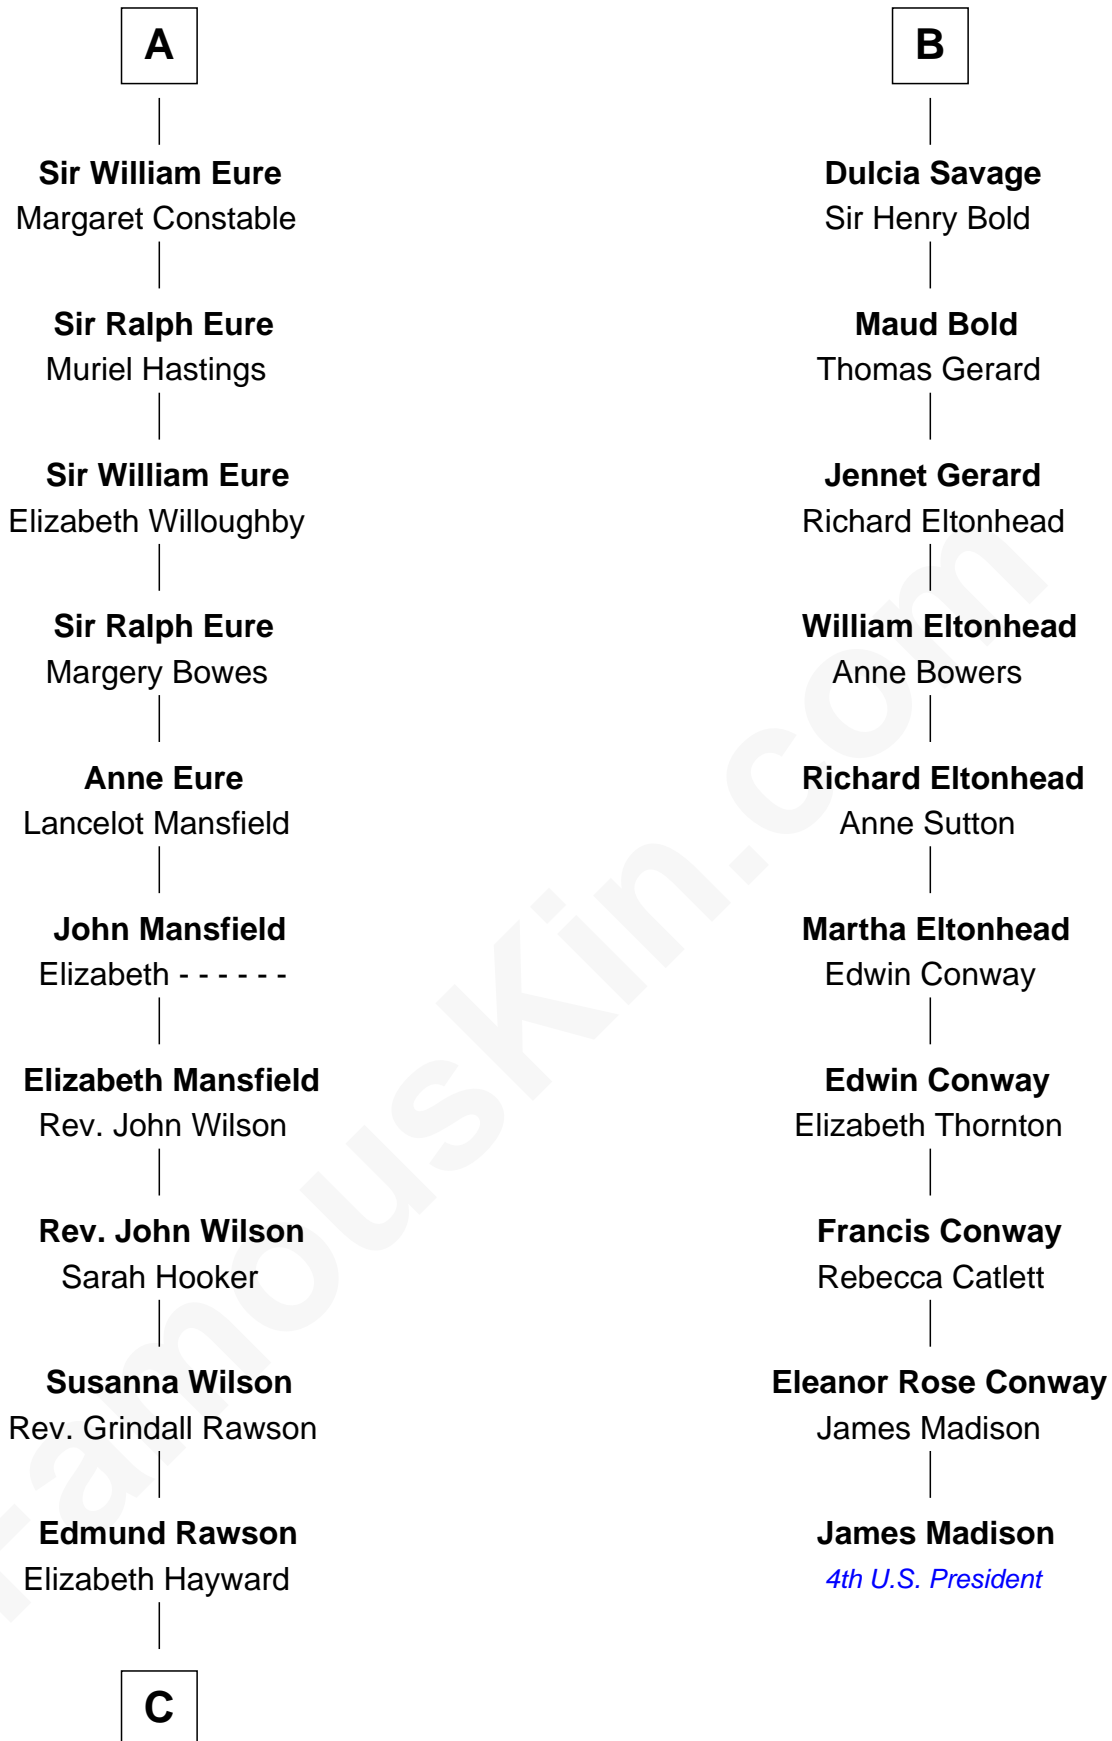 A
Sir William Eure
Margaret Constable
Sir Ralph Eure
Muriel Hastings
Sir William Eure
Elizabeth Willoughby
Sir Ralph Eure
Margery Bowes
Anne Eure
Lancelot Mansfield
John Mansfield
Elizabeth - - - - - -
Elizabeth Mansfield
Rev. John Wilson
Rev. John Wilson
Sarah Hooker
Susanna Wilson
Rev. Grindall Rawson
Edmund Rawson
Elizabeth Hayward
C
B
Dulcia Savage
Sir Henry Bold
Maud Bold
Thomas Gerard
Jennet Gerard
Richard Eltonhead
William Eltonhead
Anne Bowers
Richard Eltonhead
Anne Sutton
Martha Eltonhead
Edwin Conway
Edwin Conway
Elizabeth Thornton
Francis Conway
Rebecca Catlett
Eleanor Rose Conway
James Madison
James Madison
4th U.S. President
FamousKin.com